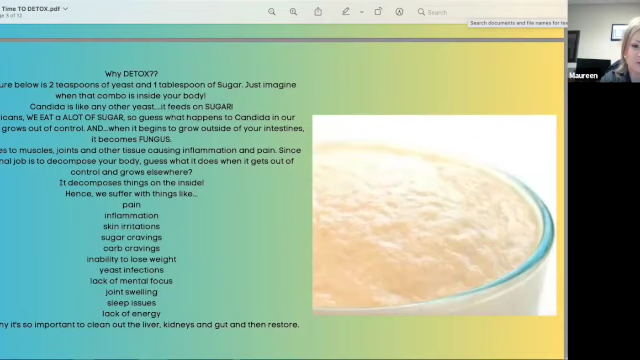 Time TO DETOX.pdf
3 of 12
Search
Search documents and file names for
Maureen
Why DETOX??
below is 2 teaspoons of yeast and 1 tablespoon of Sugar. Just imagine
when that combo is inside your body!
Candida is like any other yeast....it feeds on SUGAR!
WE EAT a ALOT OF SUGAR, so guess what happens to Candida in our
grows out of control. AND...when it begins to grow outside of your intestines,
it becomes FUNGUS.
to muscles, joints and other tissue causing inflammation and pain. Since
job is to decompose your body, guess what it does when it gets out of
control and grows elsewhere?
It decomposes things on the inside!
Hence, we suffer with things like...
pain
inflammation
skin irritations
sugar cravings
carb cravings
inability to lose weight
yeast infections
lack of mental focus
joint swelling
sleep issues
lack of energy
it's so important to clean out the liver, kidneys and gut and then restore.